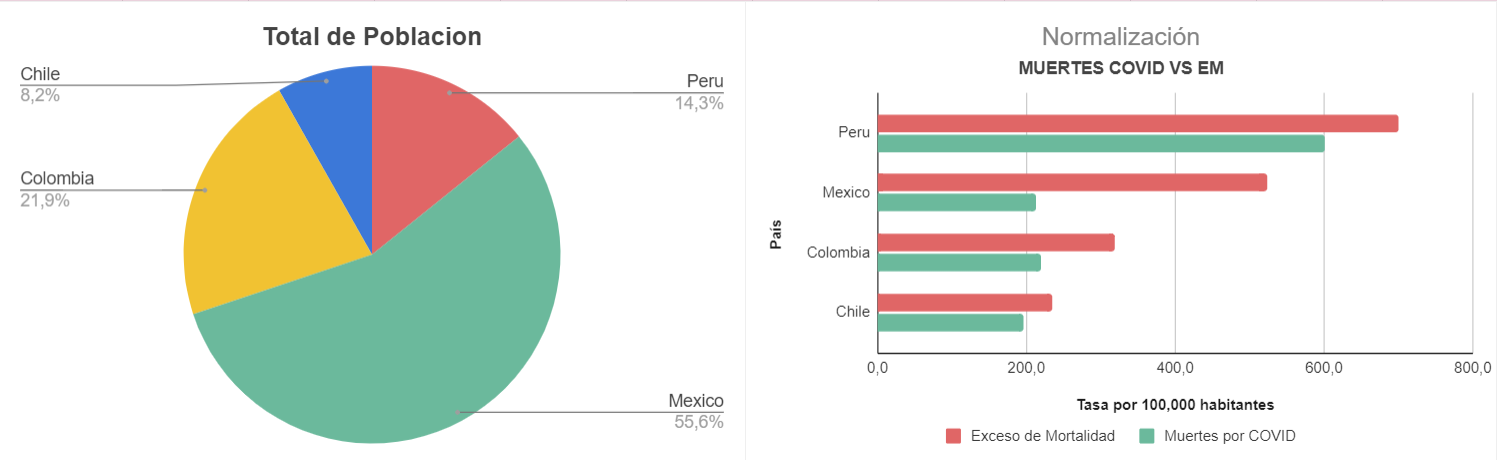 Total de Poblacion
Chile
8,2%
Peru
14,3%
Colombia
21,9%
Mexico
55,6%
Normalización
MUERTES COVID VS EM
País
Peru
Mexico
Colombia
Chile
0,0 200,0 400,0 600,0 800,0
Tasa por 100,000 habitantes
Exceso de Mortalidad Muertes por COVID